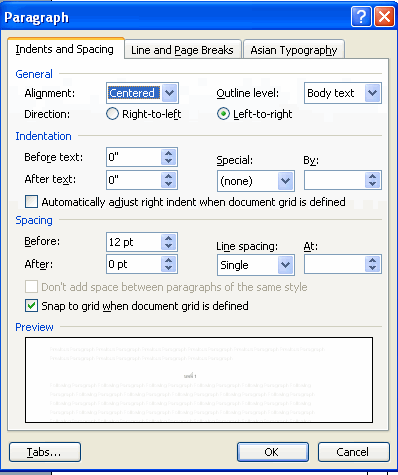 Paragraph
Indents and Spacing Line and Page Breaks Asian Typography
General
Alignment: Centered Outline level: Body text
Direction: Right-to-left Left-to-right
Indentation
Before text: 0" Special: By:
After text: 0" (none)
Automatically adjust right indent when document grid is defined
Spacing
Before: 12 pt Line spacing: At:
After: 0 pt Single
Don't add space between paragraphs of the same style
Snap to grid when document grid is defined
Preview
Tabs... OK Cancel